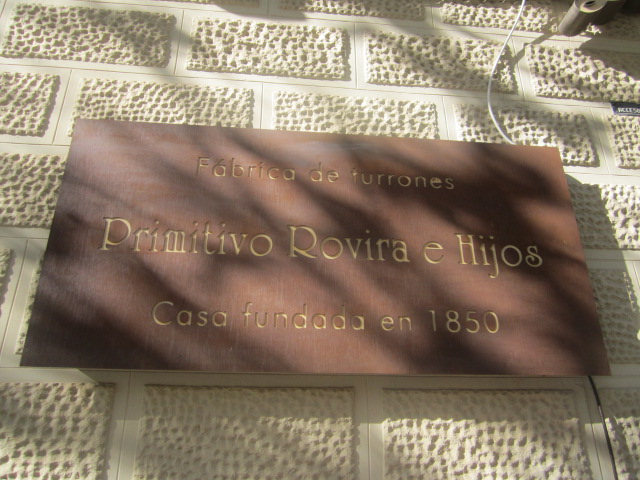 Fábrica de turrones
Primitivo Rovira e Hijos
Casa fundada en 1850